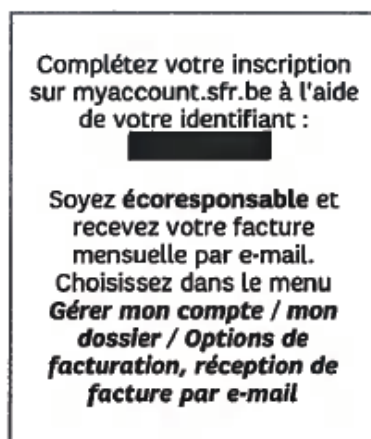 Complétez votre inscription
sur myaccount.sfr.be à l'aide
de votre identifiant :
Soyez écoresponsable et
recevez votre facture
mensuelle par e-mail.
Choisissez dans le menu
Gérer mon compte / mon
dossier / Options de
facturation, réception de
facture par e-mail